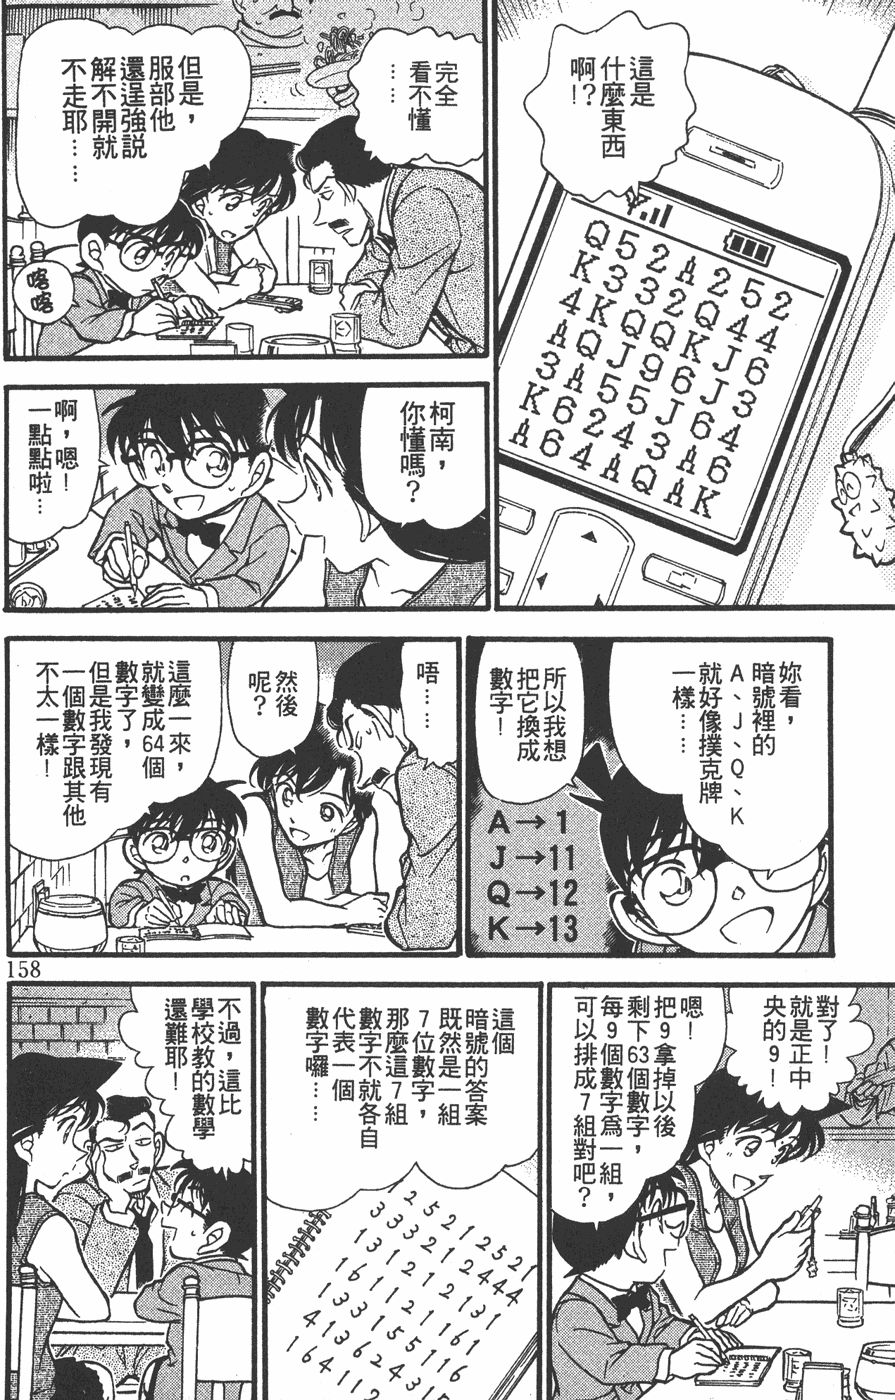 這是
什麼東西
啊!?
Q52A252
K332Q44
4KQQKJ6
AQJ96J3
3A55J64
K6243A6
A64AQAK
完全
看不懂
……
但是，
服部他
還逞強說
解不開就
不走耶……
喀
喀
柯南，
你懂嗎?
啊，嗯!
一點點啦…
妳看，
暗號裡的
A、J、Q、K
就好像撲克牌
一樣……
所以我想
把它換成
數字!
A→1
J→11
Q→12
K→13
唔……
然後
呢?
這麼一來，
就變成64個
數字了，
但是我發現有
一個數字跟其他
不太一樣!
158
對了!
就是正中
央的9!
嗯!
把9拿掉以後
剩下63個數字，
每9個數字為一組，
可以排成7組對吧?
這個
暗號的答案
既然是一組
7位數字，
那麼這7組
數字不就各自
代表一個
數字囉……
125212521
333212444
131212131
161121161
133155116
41362431
164112
不過，這比
學校教的數學
還難耶!